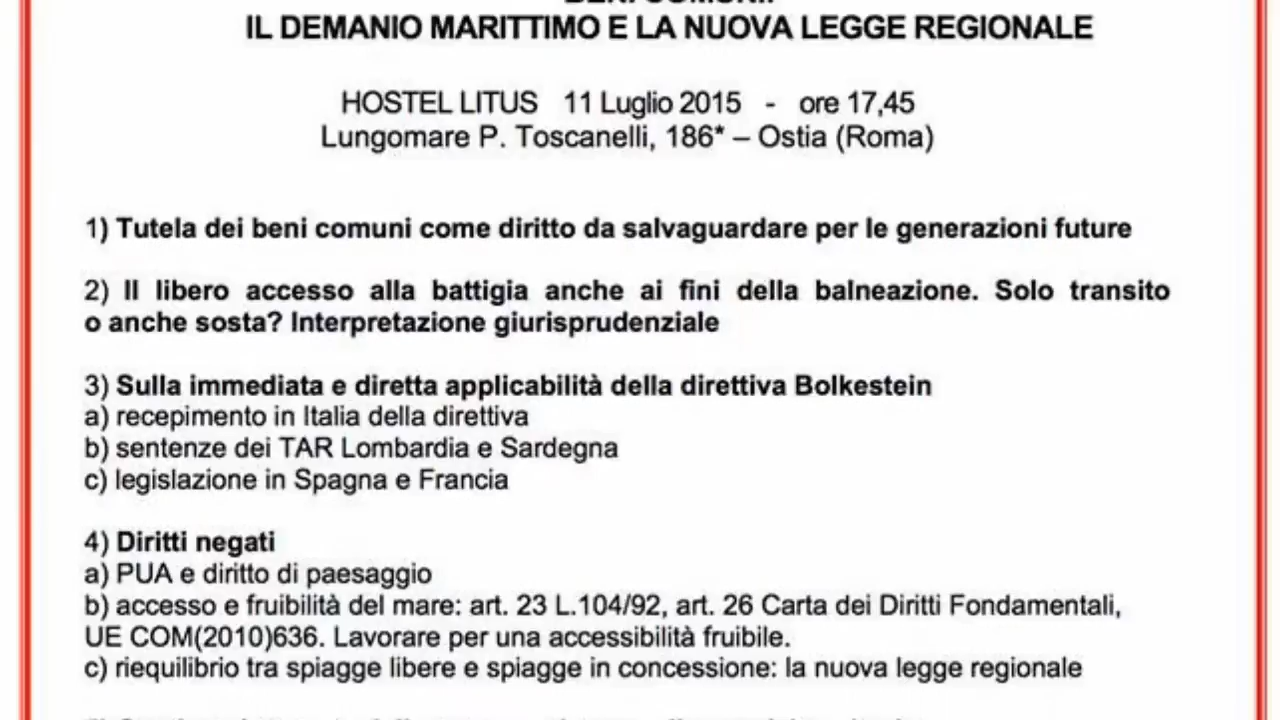 IL DEMANIO MARITTIMO E LA NUOVA LEGGE REGIONALE
HOSTEL LITUS 11 Luglio 2015 - ore 17,45
Lungomare P. Toscanelli, 186* – Ostia (Roma)
1) Tutela dei beni comuni come diritto da salvaguardare per le generazioni future
2) Il libero accesso alla battigia anche ai fini della balneazione. Solo transito
o anche sosta? Interpretazione giurisprudenziale
3) Sulla immediata e diretta applicabilità della direttiva Bolkestein
a) recepimento in Italia della direttiva
b) sentenze dei TAR Lombardia e Sardegna
c) legislazione in Spagna e Francia
4) Diritti negati
a) PUA e diritto di paesaggio
b) accesso e fruibilità del mare: art. 23 L.104/92, art. 26 Carta dei Diritti Fondamentali,
UE COM(2010)636. Lavorare per una accessibilità fruibile.
c) riequilibrio tra spiagge libere e spiagge in concessione: la nuova legge regionale